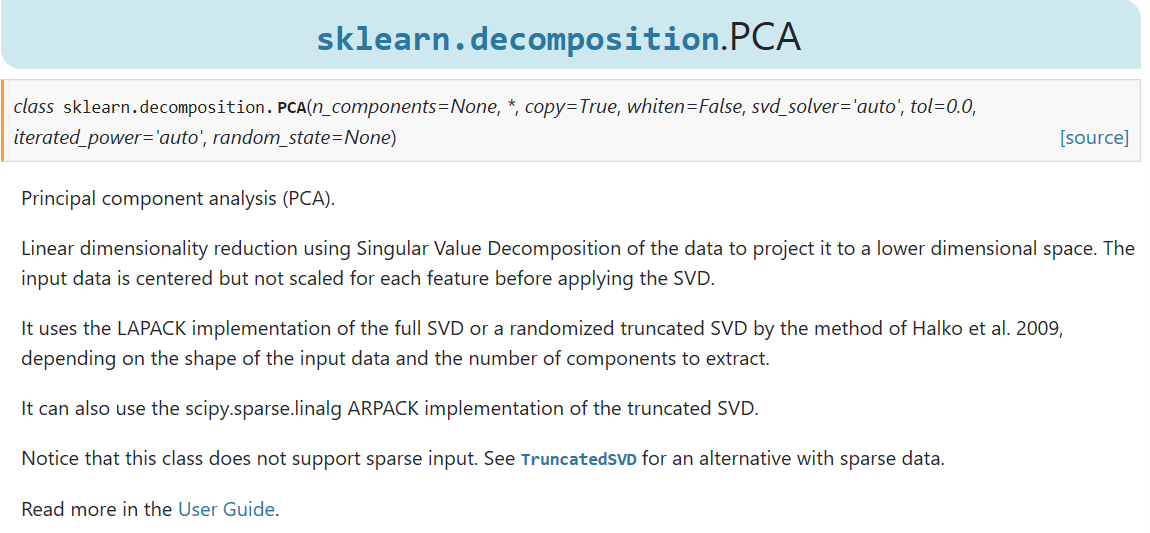 sklearn.decomposition.PCA
class sklearn.decomposition.PCA(n_components=None, *, copy=True, whiten=False, svd_solver='auto', tol=0.0,
iterated_power='auto', random_state=None) [source]
Principal component analysis (PCA).
Linear dimensionality reduction using Singular Value Decomposition of the data to project it to a lower dimensional space. The
input data is centered but not scaled for each feature before applying the SVD.
It uses the LAPACK implementation of the full SVD or a randomized truncated SVD by the method of Halko et al. 2009,
depending on the shape of the input data and the number of components to extract.
It can also use the scipy.sparse.linalg ARPACK implementation of the truncated SVD.
Notice that this class does not support sparse input. See TruncatedSVD for an alternative with sparse data.
Read more in the User Guide.